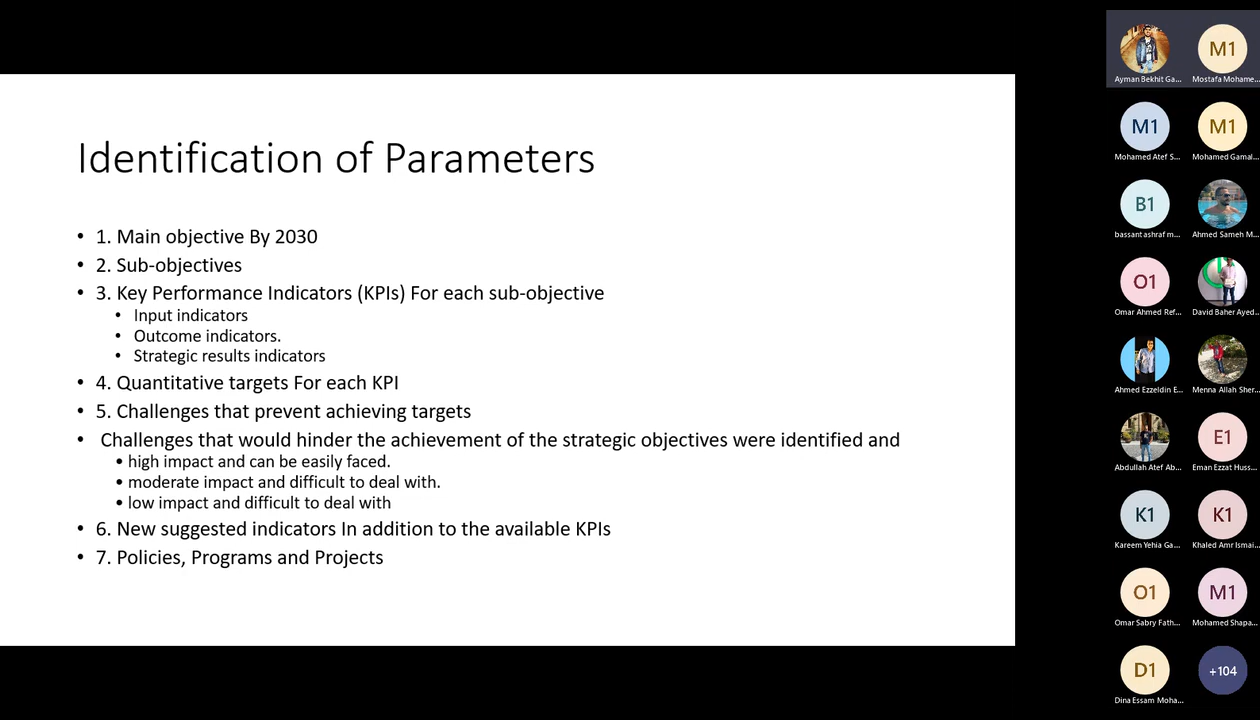 Identification of Parameters
• 1. Main objective By 2030
• 2. Sub-objectives
• 3. Key Performance Indicators (KPIs) For each sub-objective
• Input indicators
• Outcome indicators.
• Strategic results indicators
• 4. Quantitative targets For each KPI
• 5. Challenges that prevent achieving targets
• Challenges that would hinder the achievement of the strategic objectives were identified and
• high impact and can be easily faced.
• moderate impact and difficult to deal with.
• low impact and difficult to deal with
• 6. New suggested indicators In addition to the available KPIs
• 7. Policies, Programs and Projects
M1
Ayman Bekhit Ga...
Mostafa Mohame...
M1
M1
Mohamed Atef S...
Mohamed Gamal...
B1
bassant ashraf m...
Ahmed Sameh M...
O1
Omar Ahmed Ref...
David Baher Ayed...
Ahmed Ezzeldin E...
Menna Allah Sher...
E1
Abdullah Atef Ab...
Eman Ezzat Huss...
K1
K1
Kareem Yehia Ga...
Khaled Amr Ismai...
O1
M1
Omar Sabry Fath...
Mohamed Shapa...
D1
+104
Dina Essam Moha...